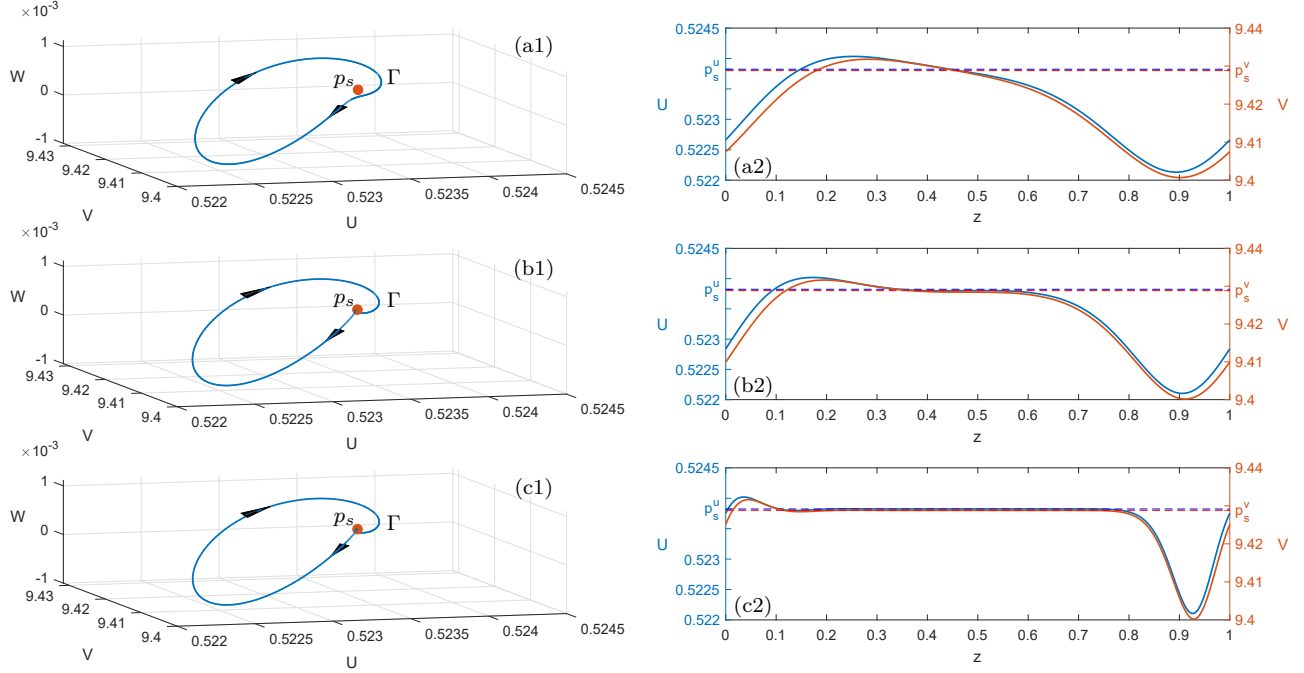 ×10⁻³
(a1)
W
1
0
-1
p_s
Γ
9.43
9.42
9.41
9.4
V
0.522
0.5225
0.523
0.5235
0.524
0.5245
U
0.5245
p_s^u
U
0.523
0.5225
0.522
(a2)
9.44
p_s^v
V
9.42
9.41
9.4
0 0.1 0.2 0.3 0.4 0.5 0.6 0.7 0.8 0.9 1
z
×10⁻³
(b1)
W
1
0
-1
p_s
Γ
9.43
9.42
9.41
9.4
V
0.522
0.5225
0.523
0.5235
0.524
0.5245
U
0.5245
p_s^u
U
0.523
0.5225
0.522
(b2)
9.44
p_s^v
V
9.42
9.41
9.4
0 0.1 0.2 0.3 0.4 0.5 0.6 0.7 0.8 0.9 1
z
×10⁻³
(c1)
W
1
0
-1
p_s
Γ
9.43
9.42
9.41
9.4
V
0.522
0.5225
0.523
0.5235
0.524
0.5245
U
0.5245
p_s^u
U
0.523
0.5225
0.522
(c2)
9.44
p_s^v
V
9.42
9.41
9.4
0 0.1 0.2 0.3 0.4 0.5 0.6 0.7 0.8 0.9 1
z